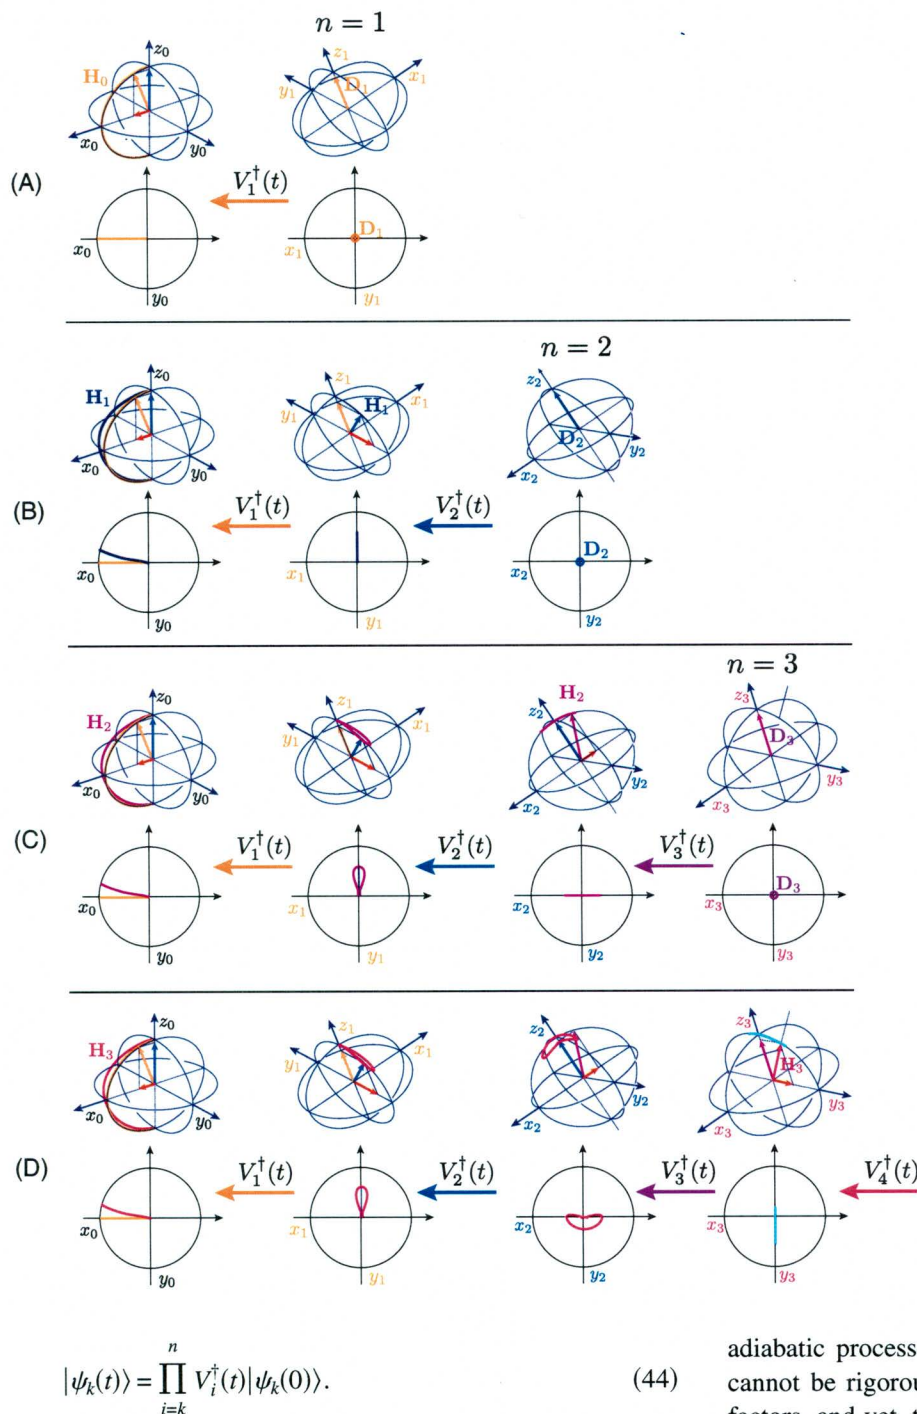 n = 1
z₀ z₁
H₀ D₁ x₁
y₁
x₀ y₀
(A) V₁†(t)
D₁
x₀ x₁
y₀ y₁
n = 2
z₀ z₁ z₂
H₁ y₁ H₁ x₁
D₂ y₂
x₀ y₀ x₂
(B) V₁†(t) V₂†(t)
D₂
x₀ x₁ x₂
y₀ y₁ y₂
n = 3
z₀ z₁ H₂ z₃
H₂ y₁ x₁ z₂ D₃
x₀ y₀ x₂ y₂ x₃ y₃
(C) V₁†(t) V₂†(t) V₃†(t)
D₃
x₀ x₁ x₂ x₃
y₀ y₁ y₂ y₃
z₀ z₁ z₂ z₃
H₃ y₁ x₁ H₃
x₀ y₀ x₂ y₂ x₃ y₃
(D) V₁†(t) V₂†(t) V₃†(t) V₄†(t)
x₀ x₁ x₂ x₃
y₀ y₁ y₂ y₃
|ψₖ(t)⟩ = ∏ⁿᵢ₌ₖ Vᵢ†(t)|ψₖ(0)⟩. (44)
adiabatic process
cannot be rigorou